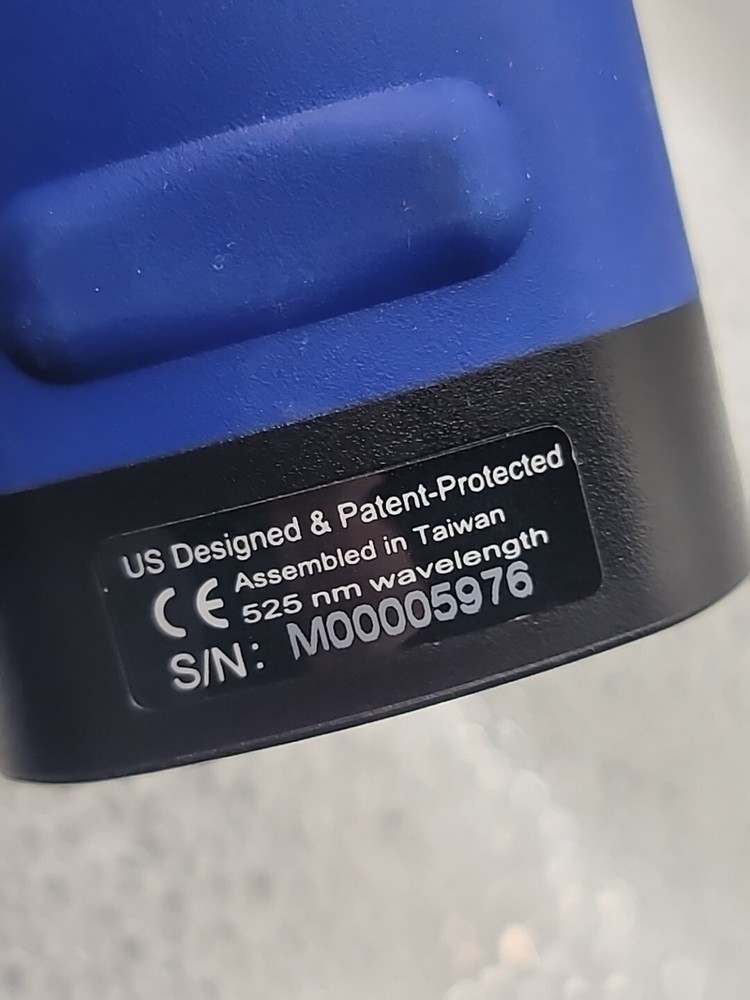 US Designed & Patent-Protected
CE Assembled in Taiwan
525 nm wavelength
S/N: M00005976